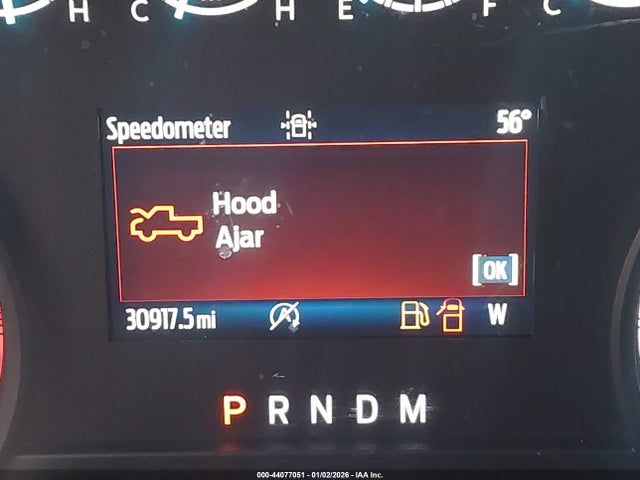 H C H E F C
Speedometer 56°
Hood
Ajar
[OK]
30917.5 mi W
P R N D M
000-44077051 - 01/02/2026 - IAA Inc.